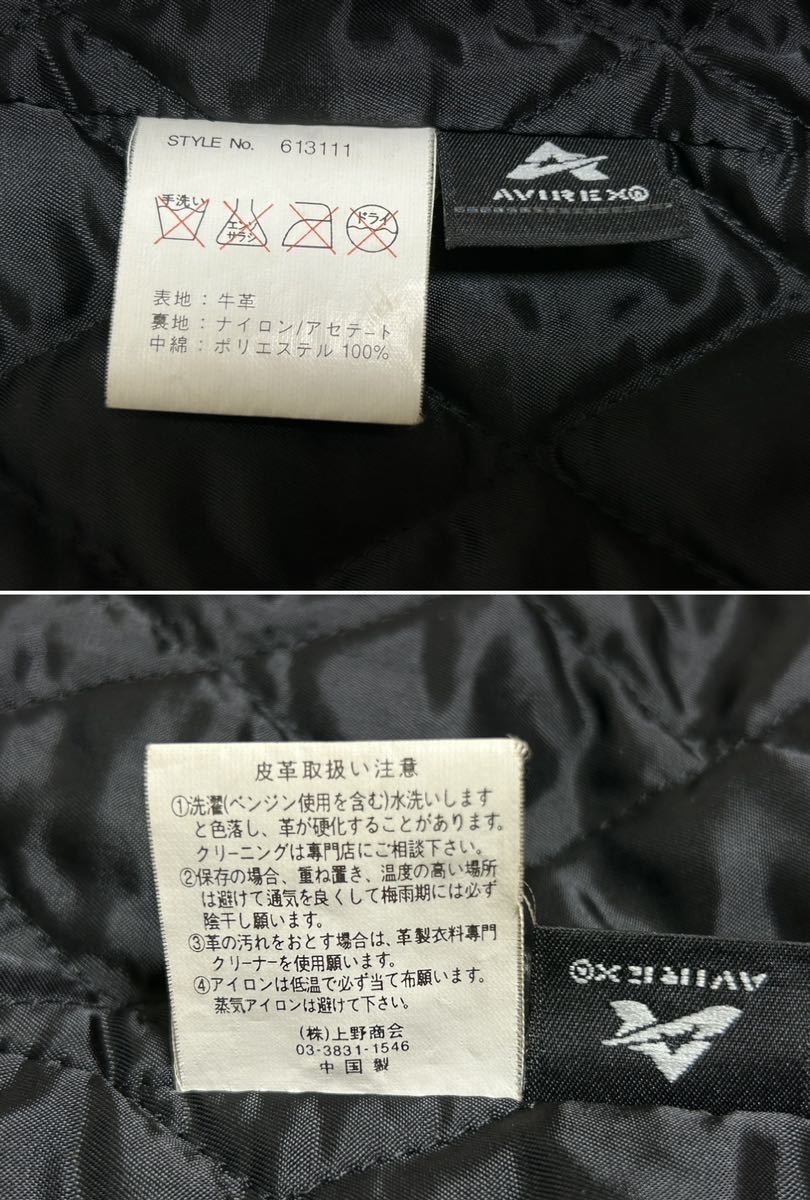 STYLE No. 613111
手洗い
エンソ
サラシ
ドライ
表地：牛革
裏地：ナイロン/アセテート
中綿：ポリエステル 100%
AVIREX®
皮革取扱い注意
①洗濯(ベンジン使用を含む)水洗いします
と色落し、革が硬化することがあります。
クリーニングは専門店にご相談下さい。
②保存の場合、重ね置き、温度の高い場所
は避けて通気を良くして梅雨期には必ず
陰干し願います。
③革の汚れをおとす場合は、革製衣料専門
クリーナーを使用願います。
④アイロンは低温で必ず当て布願います。
蒸気アイロンは避けて下さい。
(株)上野商会
03-3831-1546
中国製
AVIREX®